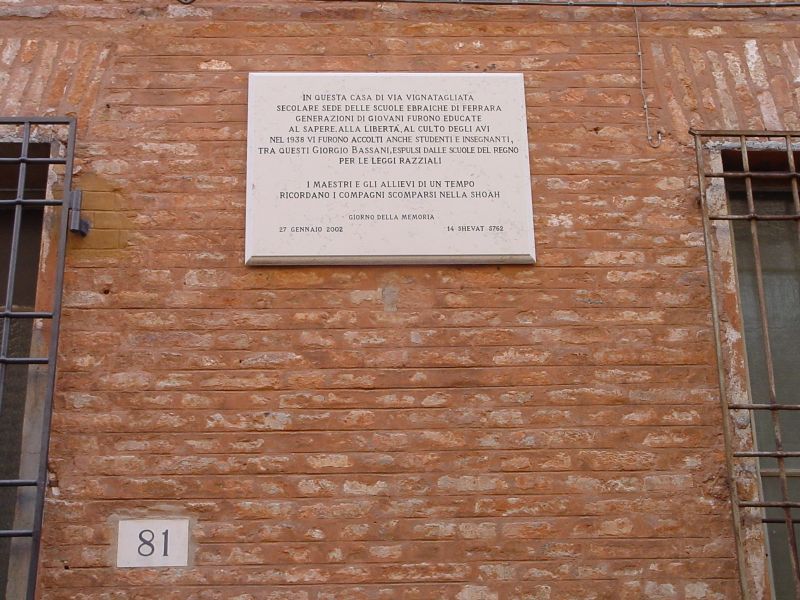 IN QUESTA CASA DI VIA VIGNATAGLIATA
SECOLARE SEDE DELLE SCUOLE EBRAICHE DI FERRARA
GENERAZIONI DI GIOVANI FURONO EDUCATE
AL SAPERE, ALLA LIBERTÀ, AL CULTO DEGLI AVI
NEL 1938 VI FURONO ACCOLTI ANCHE STUDENTI E INSEGNANTI,
TRA QUESTI GIORGIO BASSANI, ESPULSI DALLE SCUOLE DEL REGNO
PER LE LEGGI RAZZIALI
I MAESTRI E GLI ALLIEVI DI UN TEMPO
RICORDANO I COMPAGNI SCOMPARSI NELLA SHOAH
GIORNO DELLA MEMORIA
27 GENNAIO 2002 14 SHEVAT 5762
81